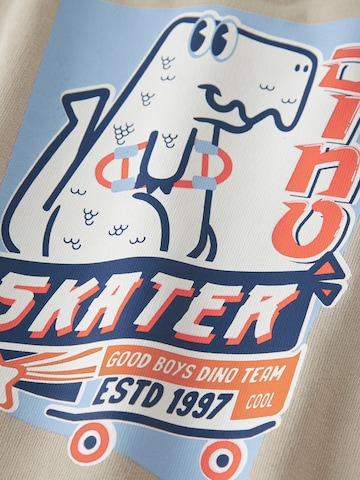 DINO
SKATER
GOOD BOYS DINO TEAM
ESTD 1997
COOL